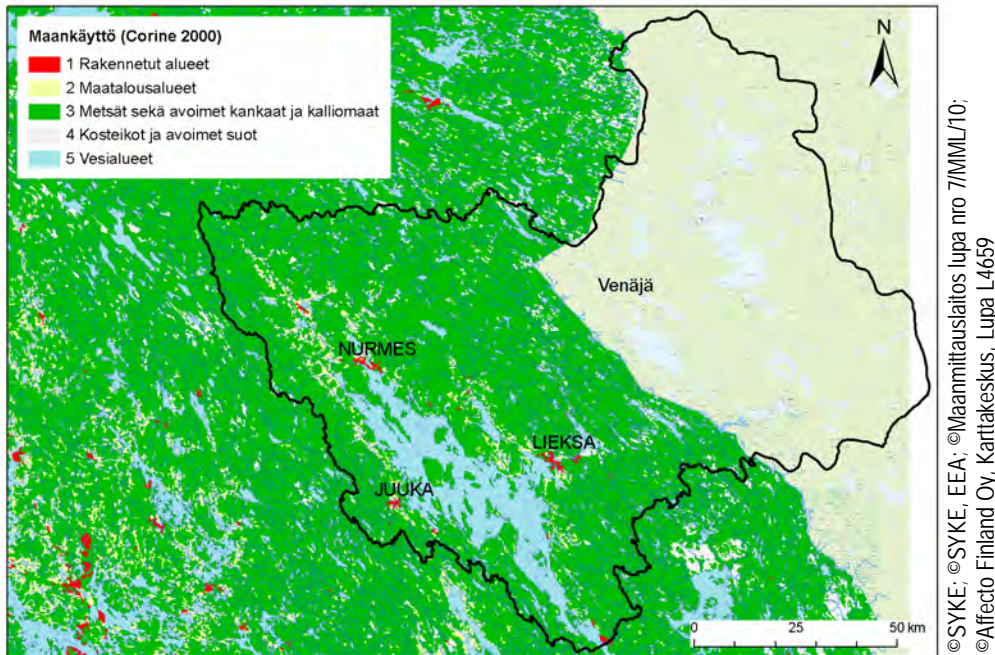 Maankäyttö (Corine 2000)
1 Rakennetut alueet
2 Maatalousalueet
3 Metsät sekä avoimet kankaat ja kalliomaat
4 Kosteikot ja avoimet suot
5 Vesialueet
N
Venäjä
NURMES
LIEKSA
JUUKA
0 25 50 km
©SYKE; ©SYKE, EEA; ©Maanmittauslaitos lupa nro 7/MML/10;
©Affecto Finland Oy, Karttakeskus, Lupa L4659